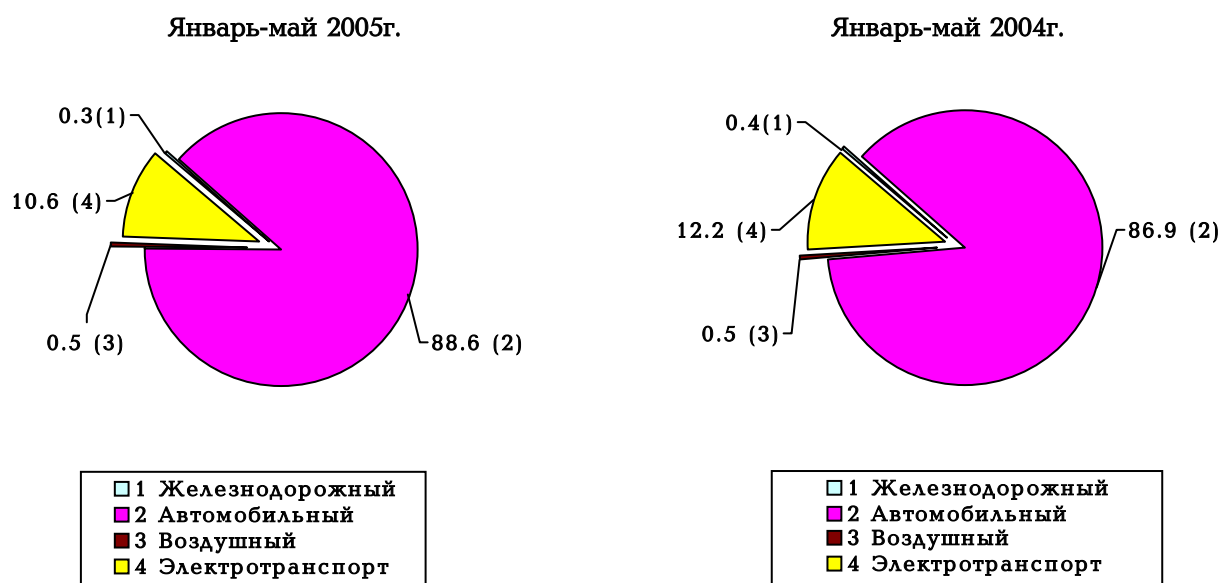 Январь-май 2005г.
0.3(1)
10.6 (4)
0.5 (3)
88.6 (2)
1 Железнодорожный
2 Автомобильный
3 Воздушный
4 Электротранспорт
Январь-май 2004г.
0.4(1)
12.2 (4)
86.9 (2)
0.5 (3)
1 Железнодорожный
2 Автомобильный
3 Воздушный
4 Электротранспорт